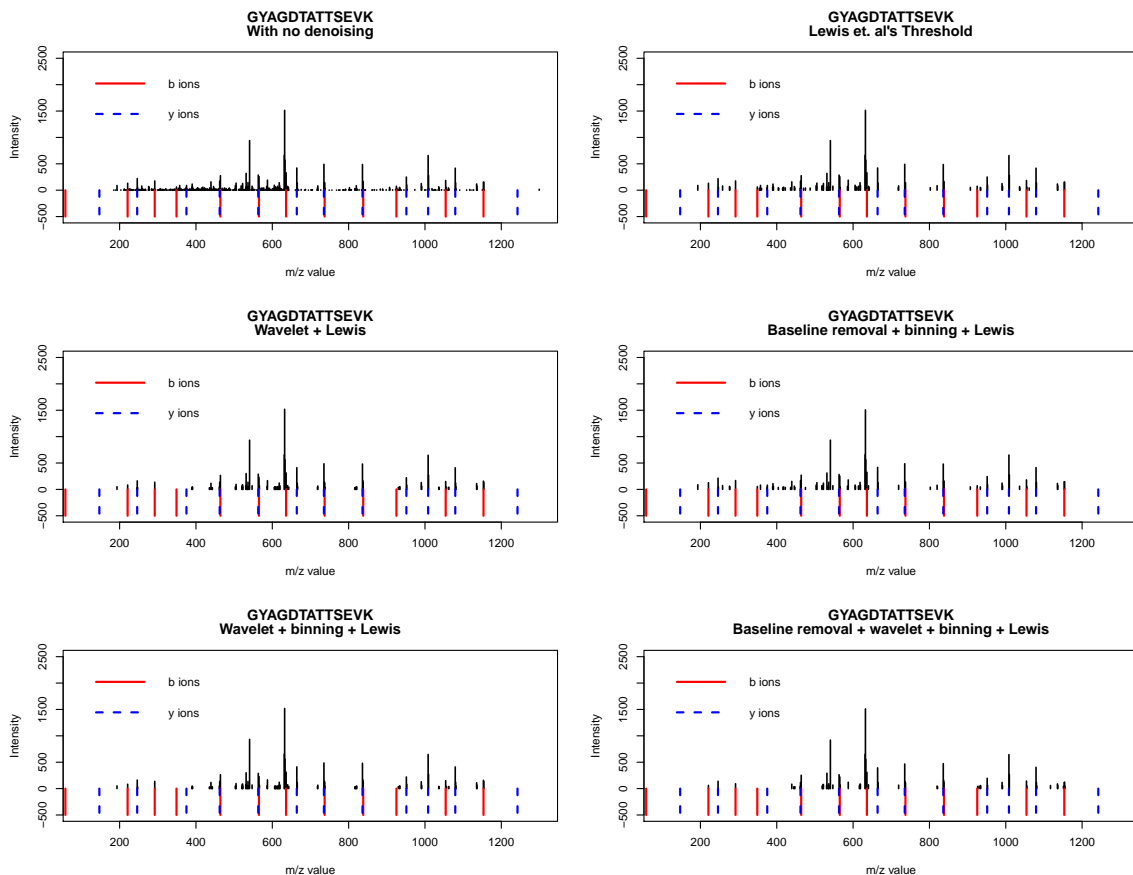 GYAGDTATTSEVK
With no denoising
2500
1500
500
0
−500
Intensity
b ions
y ions
200 400 600 800 1000 1200
m/z value
GYAGDTATTSEVK
Lewis et. al's Threshold
2500
1500
500
0
−500
Intensity
b ions
y ions
200 400 600 800 1000 1200
m/z value
GYAGDTATTSEVK
Wavelet + Lewis
2500
1500
500
0
−500
Intensity
b ions
y ions
200 400 600 800 1000 1200
m/z value
GYAGDTATTSEVK
Baseline removal + binning + Lewis
2500
1500
500
0
−500
Intensity
b ions
y ions
200 400 600 800 1000 1200
m/z value
GYAGDTATTSEVK
Wavelet + binning + Lewis
2500
1500
500
0
−500
Intensity
b ions
y ions
200 400 600 800 1000 1200
m/z value
GYAGDTATTSEVK
Baseline removal + wavelet + binning + Lewis
2500
1500
500
0
−500
Intensity
b ions
y ions
200 400 600 800 1000 1200
m/z value